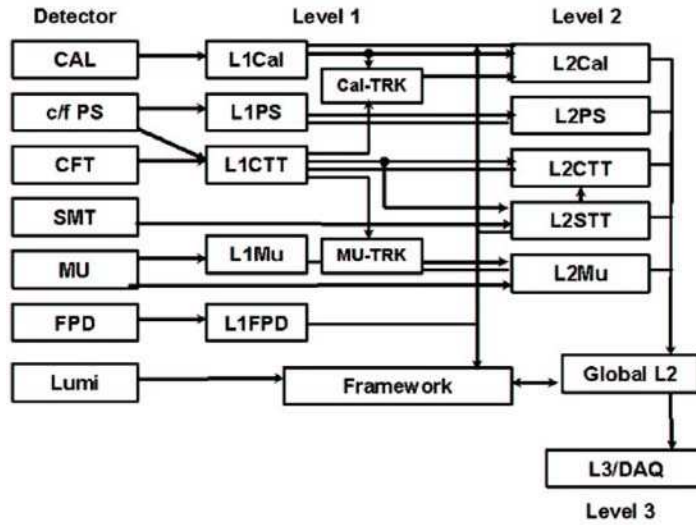 Detector Level 1 Level 2
CAL L1Cal L2Cal
Cal-TRK
c/f PS L1PS L2PS
CFT L1CTT L2CTT
SMT L2STT
L1Mu MU-TRK
MU L2Mu
FPD L1FPD
Lumi Framework Global L2
L3/DAQ
Level 3